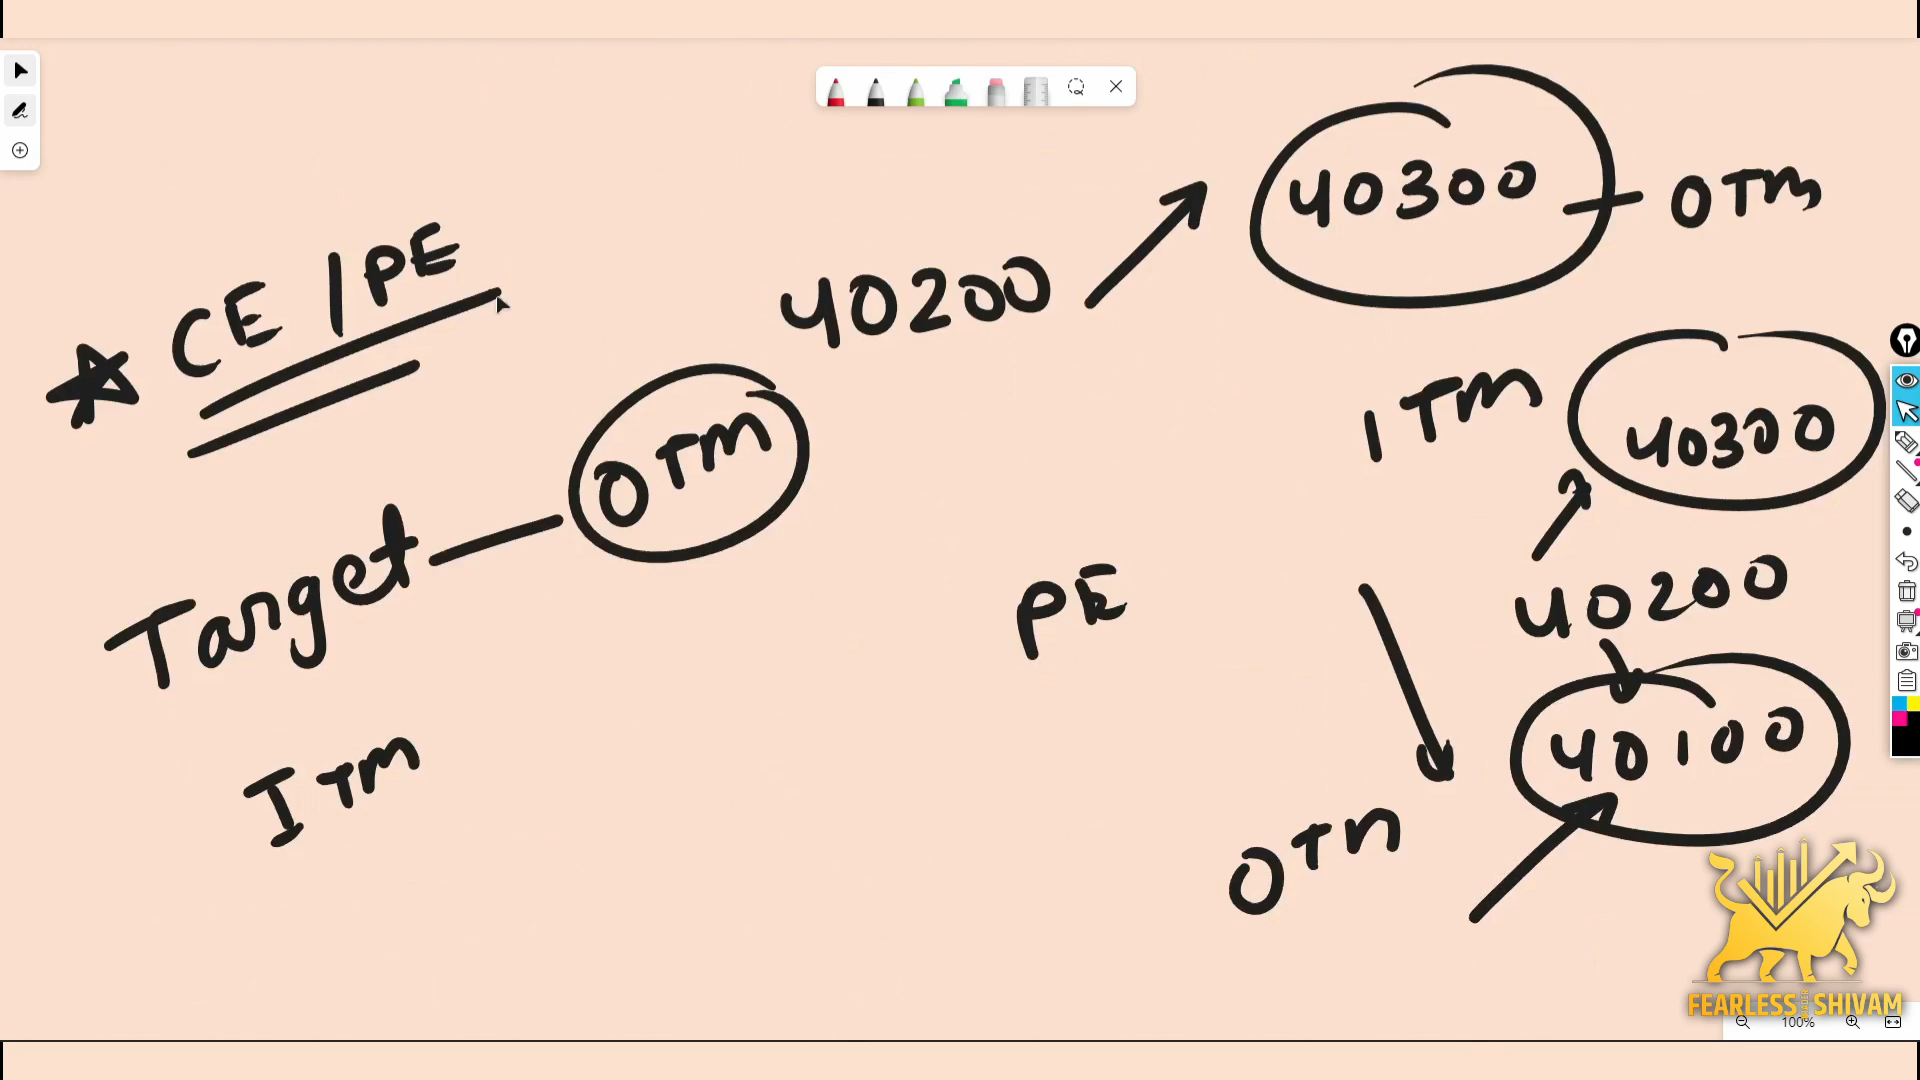 40300 - OTM
CE / PE
40200
ITM 40300
Target - OTM
PE
40200
40100
ITM
OTM
FEARLESS SHIVAM
100%